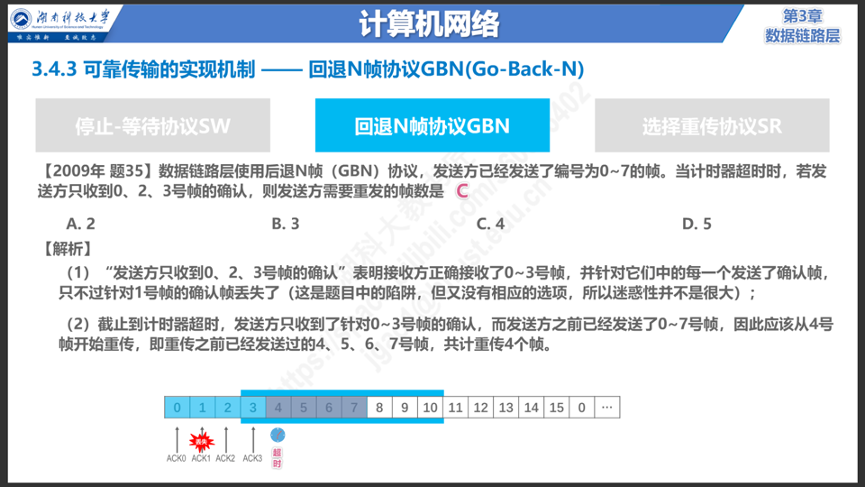 湖南科技大学
Hunan University of Science and Technology
唯实惟新 至诚致志
计算机网络
第3章
数据链路层
3.4.3 可靠传输的实现机制 —— 回退N帧协议GBN(Go-Back-N)
停止-等待协议SW
回退N帧协议GBN
选择重传协议SR
【2009年 题35】数据链路层使用后退N帧（GBN）协议，发送方已经发送了编号为0~7的帧。当计时器超时时，若发
送方只收到0、2、3号帧的确认，则发送方需要重发的帧数是 C
A. 2 B. 3 C. 4 D. 5
【解析】
（1）“发送方只收到0、2、3号帧的确认”表明接收方正确接收了0~3号帧，并针对它们中的每一个发送了确认帧，
只不过针对1号帧的确认帧丢失了（这是题目中的陷阱，但又没有相应的选项，所以迷惑性并不是很大）；
（2）截止到计时器超时，发送方只收到了针对0~3号帧的确认，而发送方之前已经发送了0~7号帧，因此应该从4号
帧开始重传，即重传之前已经发送过的4、5、6、7号帧，共计重传4个帧。
0 1 2 3 4 5 6 7 8 9 10 11 12 13 14 15 0 …
丢失
ACK0 ACK1 ACK2 ACK3
超
时